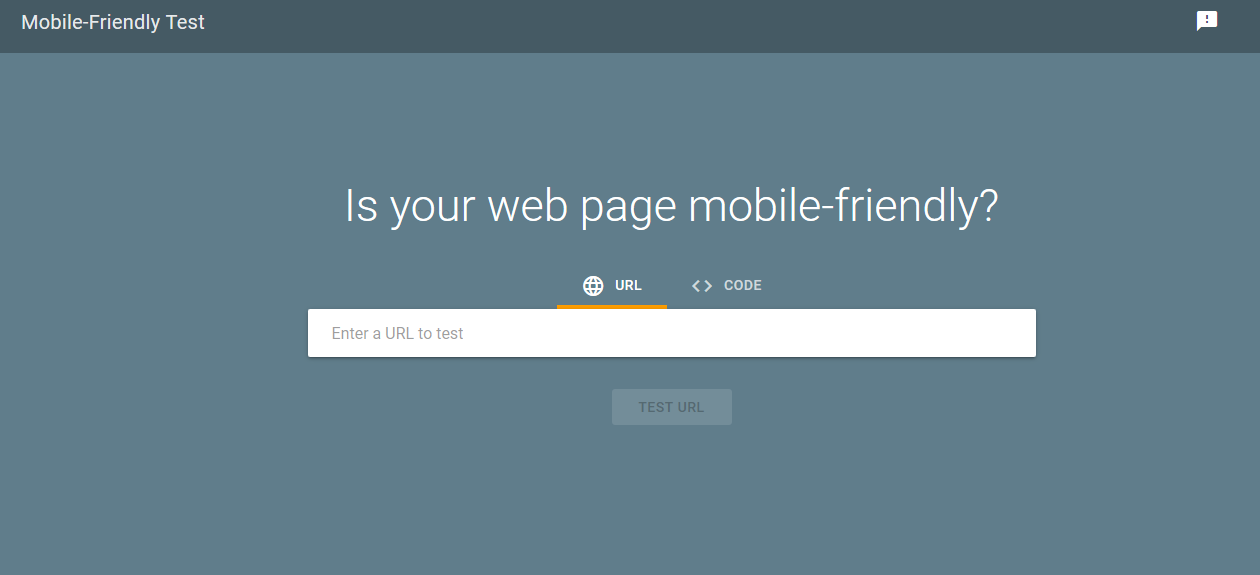 Mobile-Friendly Test
Is your web page mobile-friendly?
URL
CODE
Enter a URL to test
TEST URL